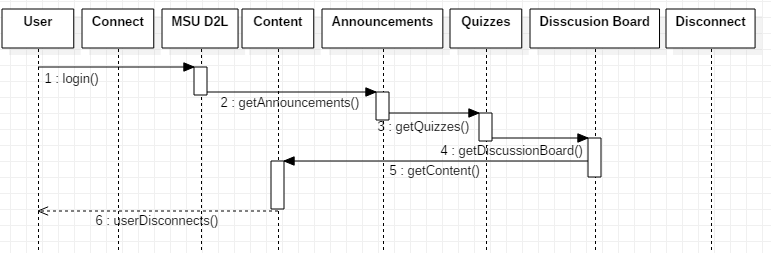 User
Connect
MSU D2L
Content
Announcements
Quizzes
Disscusion Board
Disconnect
1 : login()
2 : getAnnouncements()
3 : getQuizzes()
4 : getDiscussionBoard()
5 : getContent()
6 : userDisconnects()